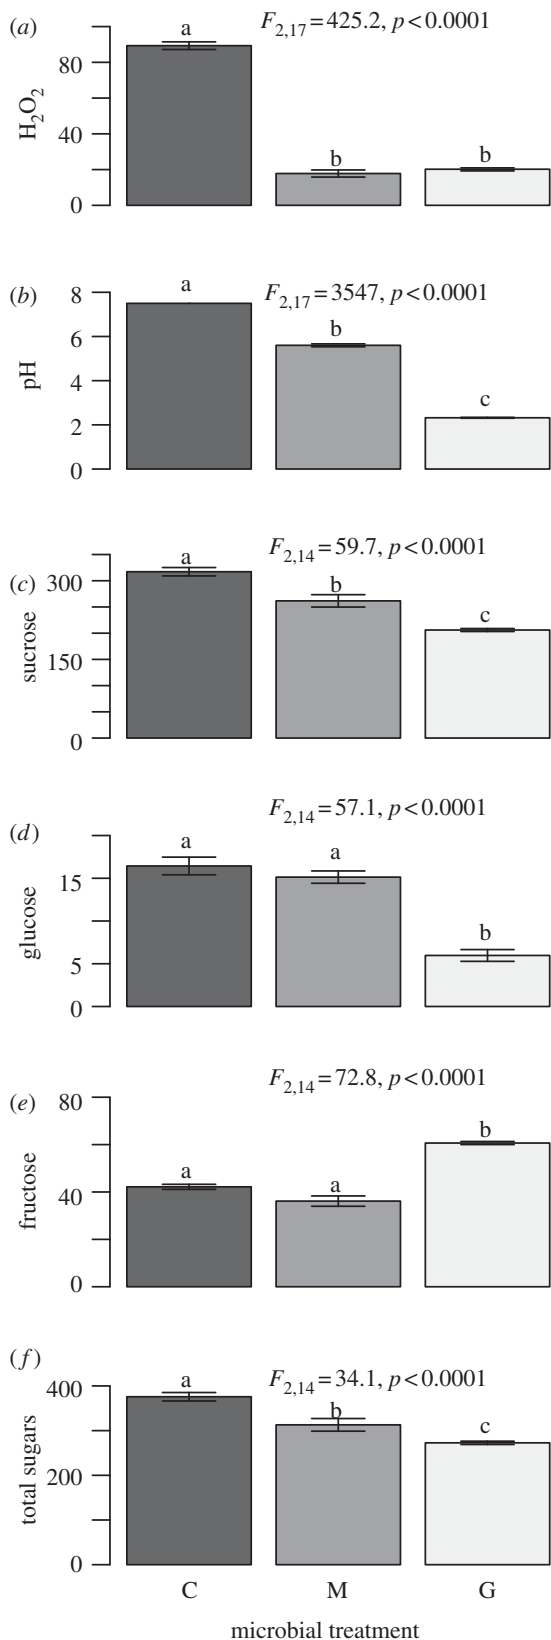 (a)
F2,17 = 425.2, p < 0.0001
a
80
H2O2
b
b
40
0
(b)
F2,17 = 3547, p < 0.0001
a
8
b
6
pH
c
4
2
0
F2,14 = 59.7, p < 0.0001
a
(c)
300
b
sucrose
c
150
0
F2,14 = 57.1, p < 0.0001
(d)
a
a
15
glucose
b
5
0
F2,14 = 72.8, p < 0.0001
(e)
80
b
fructose
a
a
40
0
(f)
F2,14 = 34.1, p < 0.0001
a
400
b
total sugars
c
200
0
C M G
microbial treatment